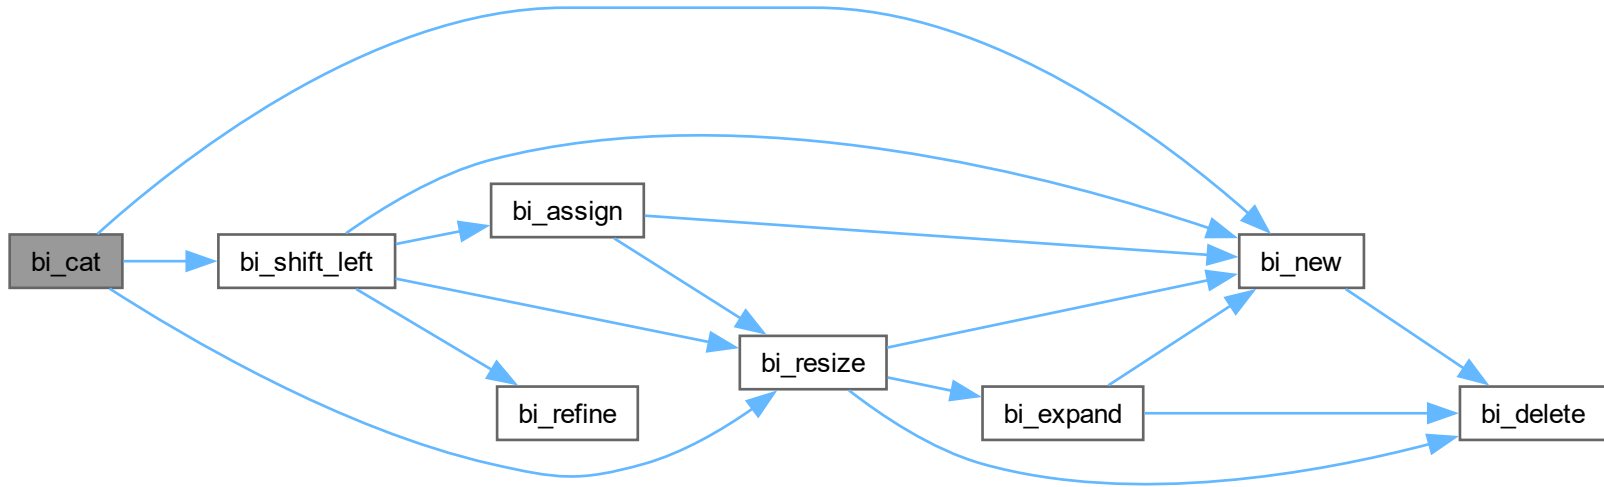 bi_cat
bi_shift_left
bi_assign
bi_refine
bi_resize
bi_expand
bi_new
bi_delete